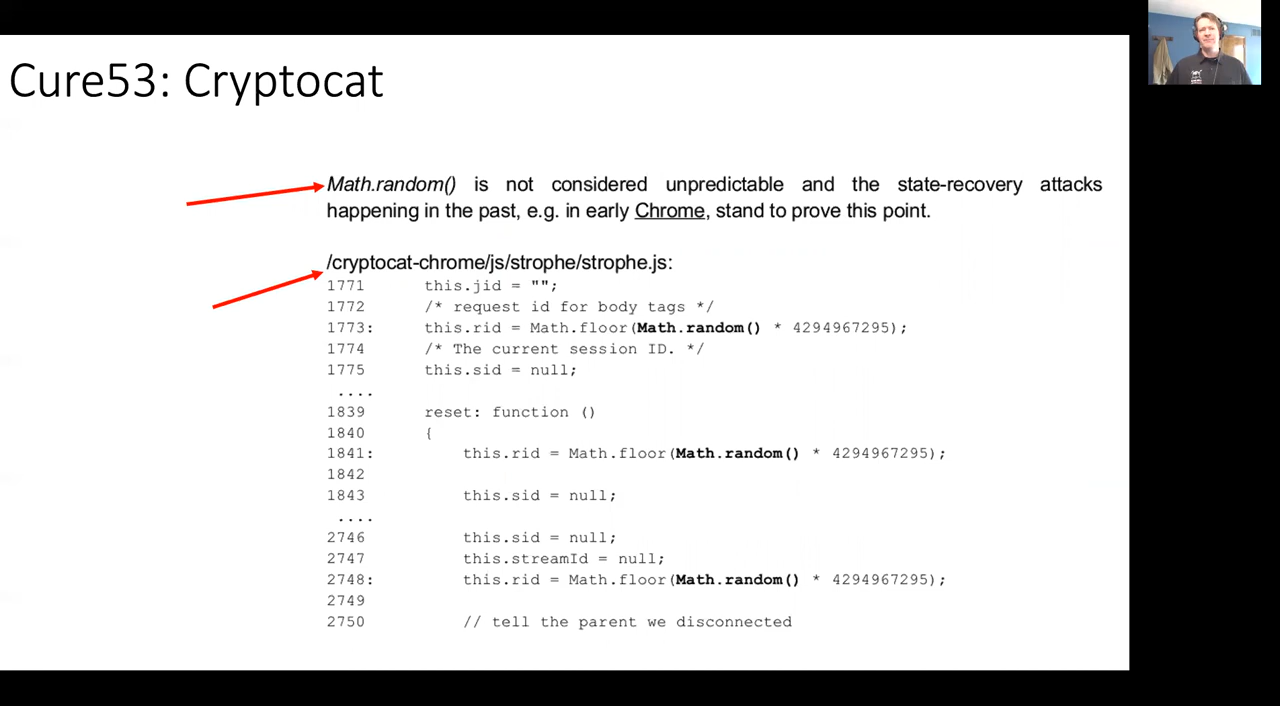 Cure53: Cryptocat
Math.random() is not considered unpredictable and the state-recovery attacks
happening in the past, e.g. in early Chrome, stand to prove this point.
/cryptocat-chrome/js/strophe/strophe.js:
1771 this.jid = "";
1772 /* request id for body tags */
1773: this.rid = Math.floor(Math.random() * 4294967295);
1774 /* The current session ID. */
1775 this.sid = null;
....
1839 reset: function ()
1840 {
1841: this.rid = Math.floor(Math.random() * 4294967295);
1842
1843 this.sid = null;
....
2746 this.sid = null;
2747 this.streamId = null;
2748: this.rid = Math.floor(Math.random() * 4294967295);
2749
2750 // tell the parent we disconnected